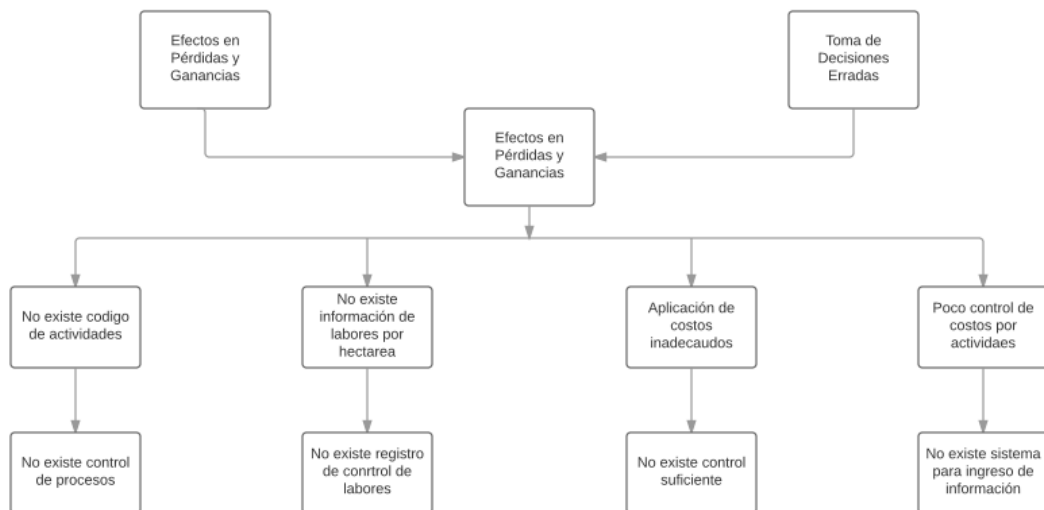 Efectos en
Pérdidas y
Ganancias
Toma de
Decisiones
Erradas
Efectos en
Pérdidas y
Ganancias
No existe codigo
de actividades
No existe
información de
labores por
hectarea
Aplicación de
costos
inadecaudos
Poco control de
costos por
actividaes
No existe control
de procesos
No existe registro
de conrtrol de
labores
No existe control
suficiente
No existe sistema
para ingreso de
información